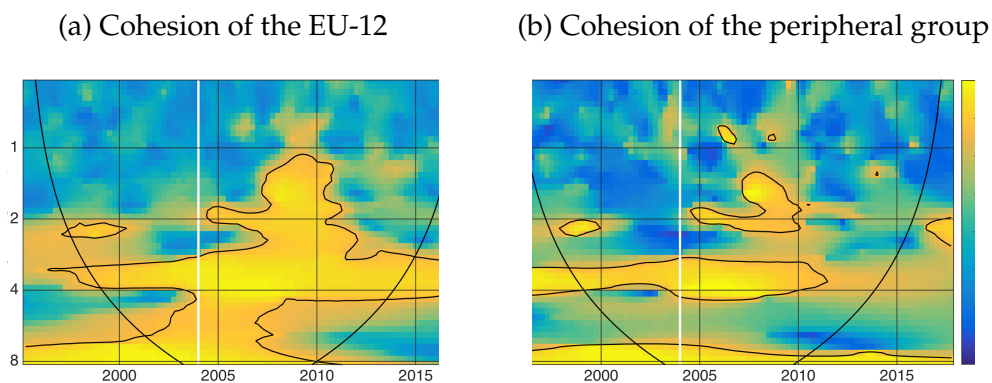 (a) Cohesion of the EU-12
(b) Cohesion of the peripheral group
1
2
4
8
2000 2005 2010 2015
2000 2005 2010 2015